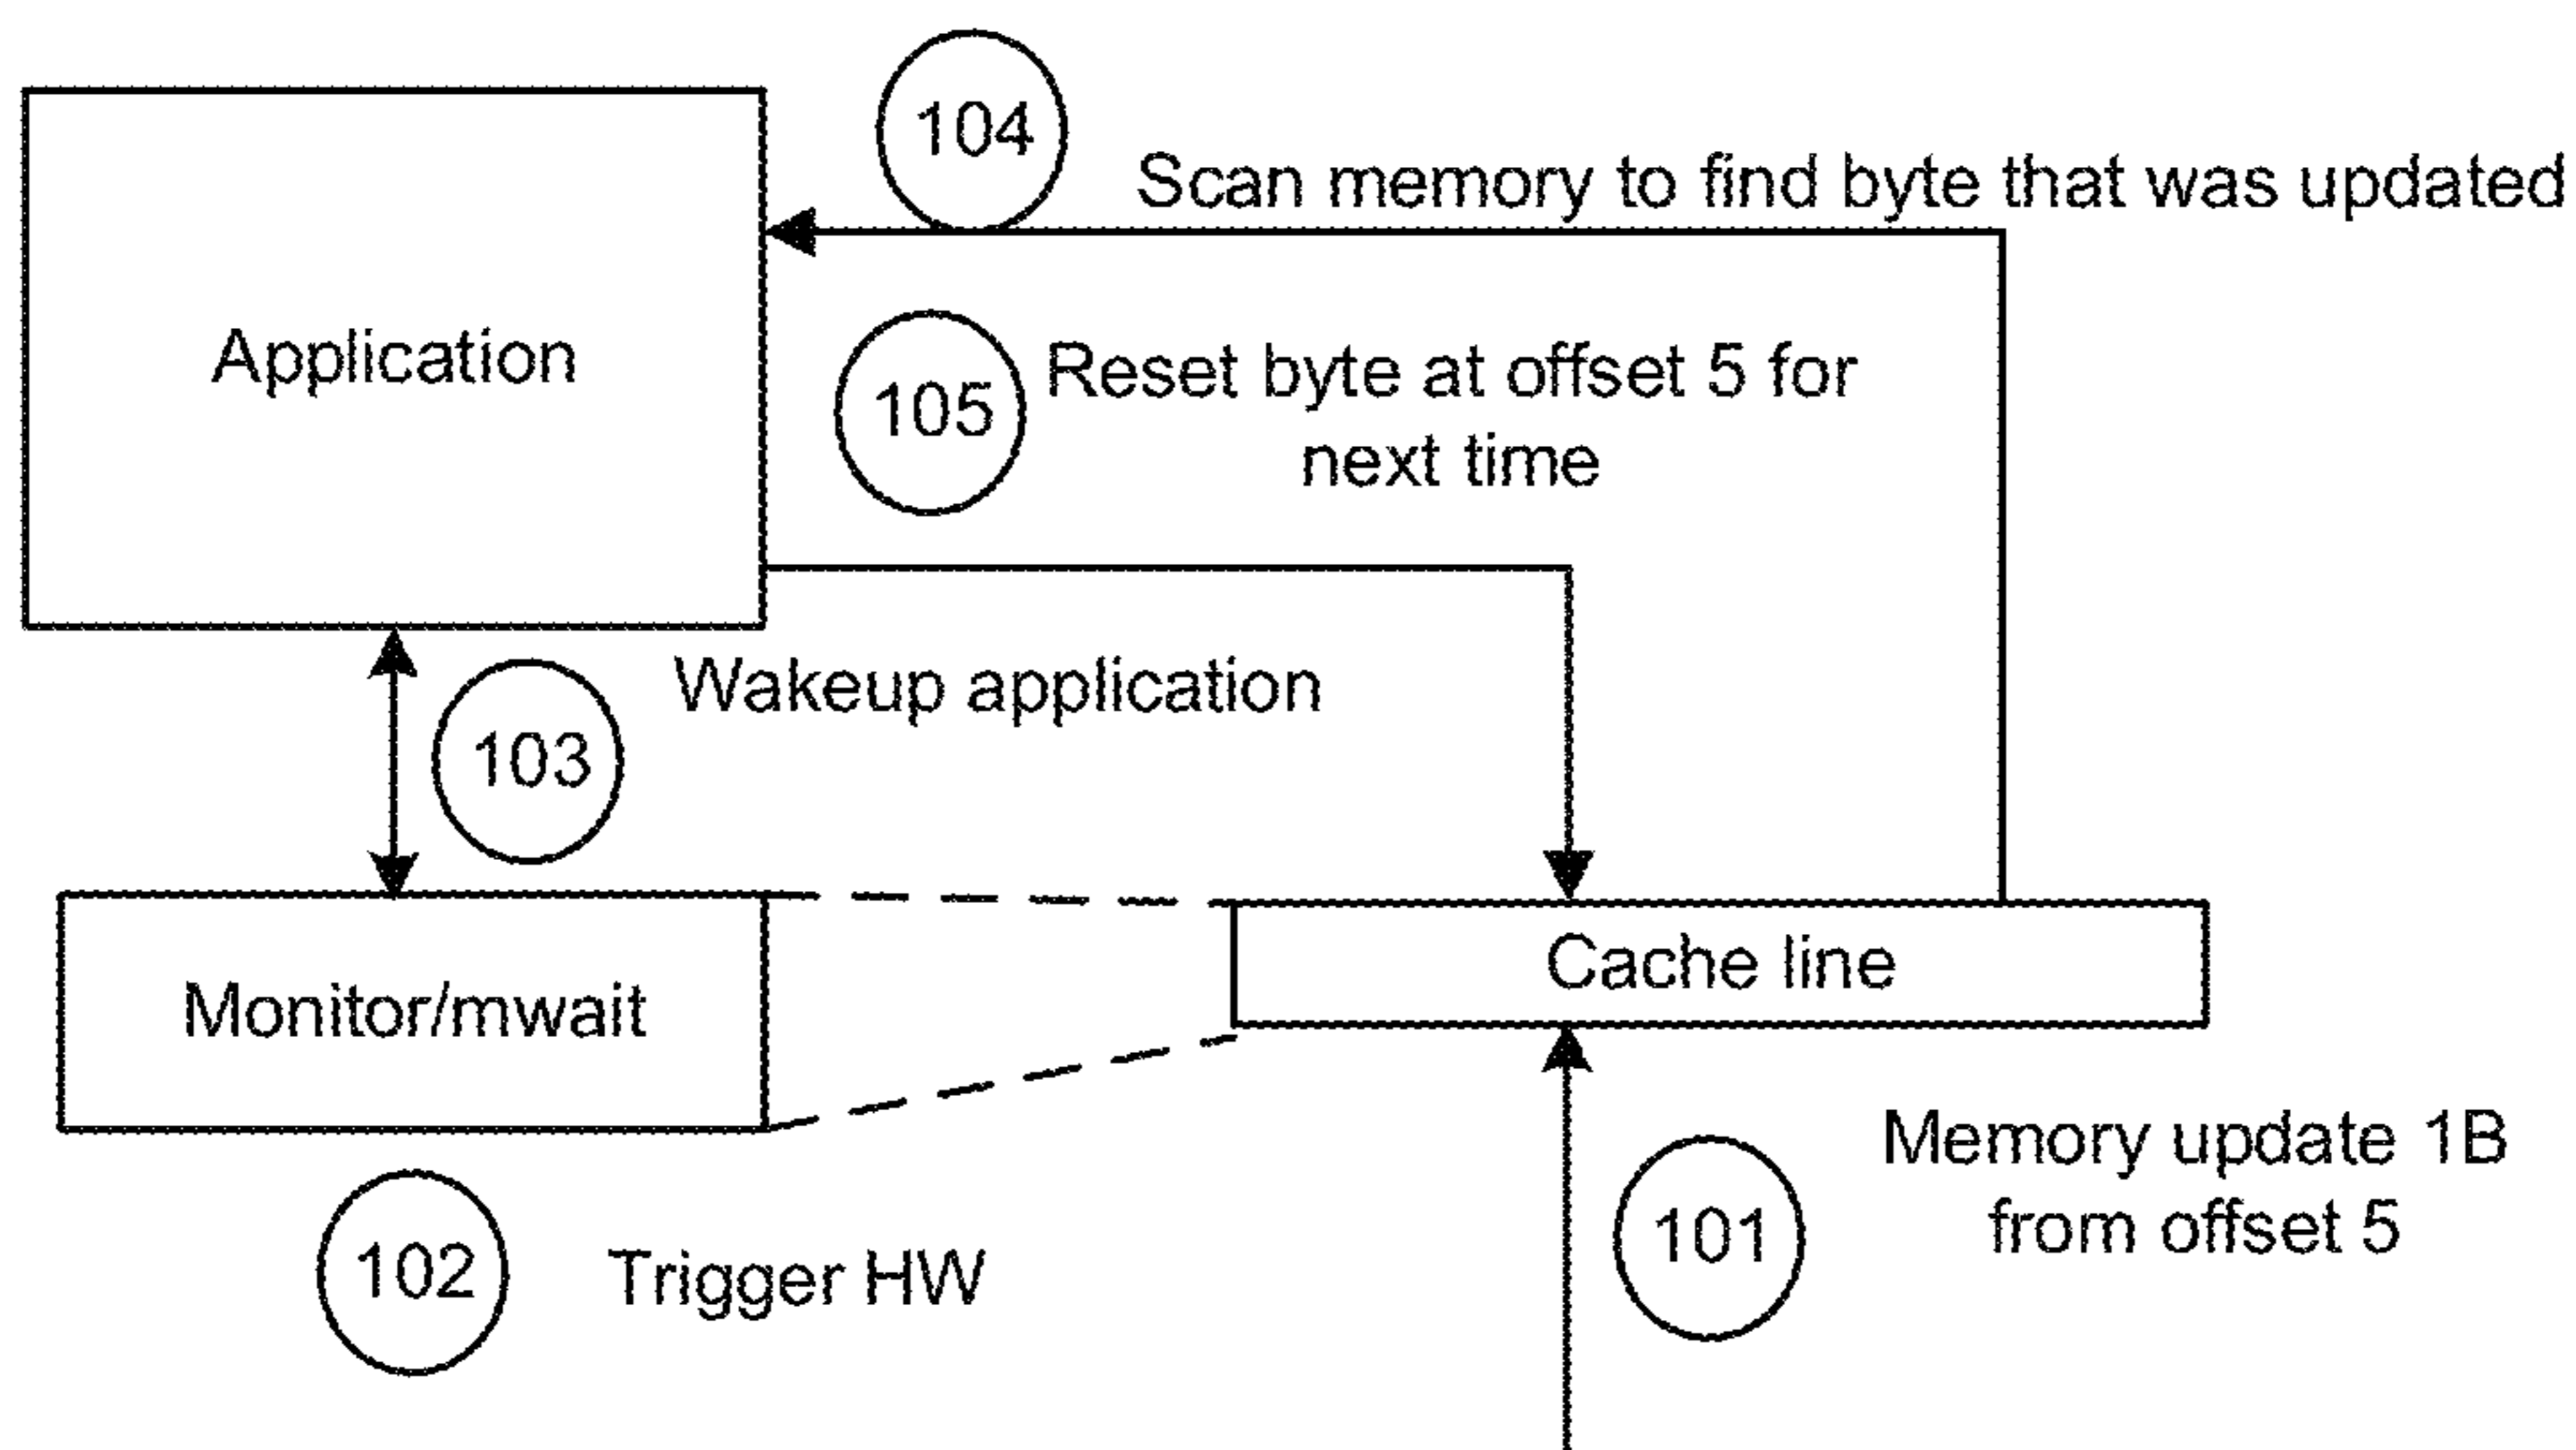 104
Scan memory to find byte that was updated
Application
105
Reset byte at offset 5 for
next time
Wakeup application
103
Cache line
Monitor/mwait
Memory update 1B
from offset 5
101
102
Trigger HW